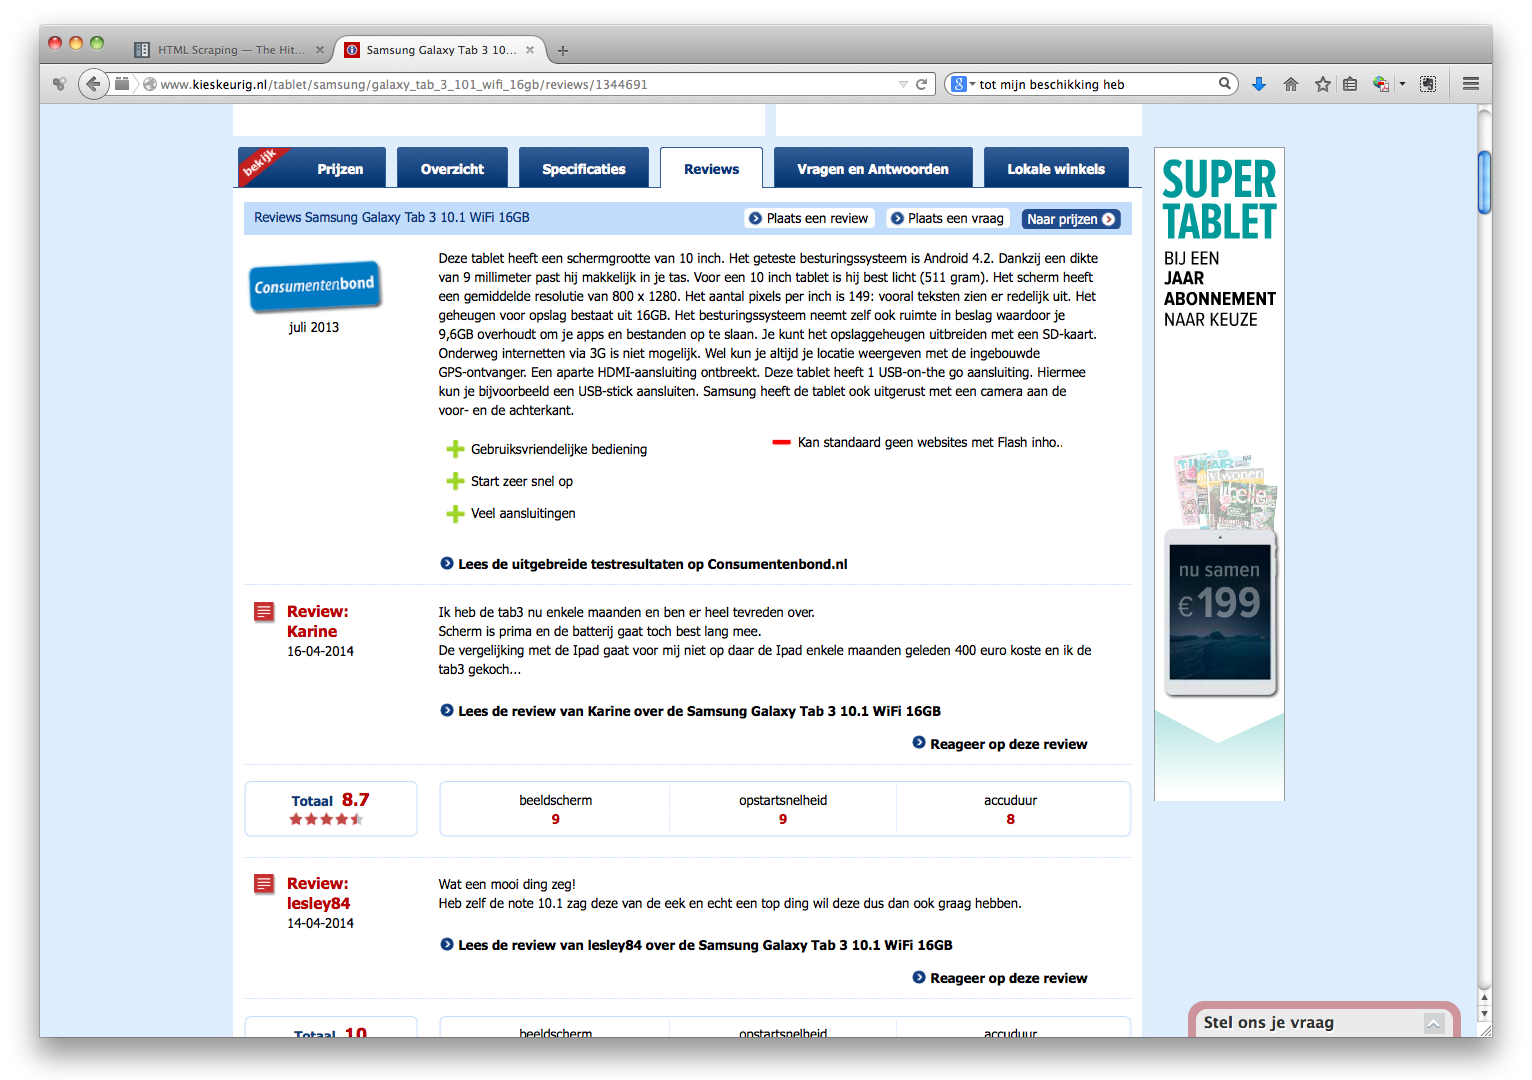 HTML Scraping — The Hit...
Samsung Galaxy Tab 3 10...
www.kieskeurig.nl/tablet/samsung/galaxy_tab_3_101_wifi_16gb/reviews/1344691
tot mijn beschikking heb
bekijk
Prijzen
Overzicht
Specificaties
Reviews
Vragen en Antwoorden
Lokale winkels
Reviews Samsung Galaxy Tab 3 10.1 WiFi 16GB
Plaats een review
Plaats een vraag
Naar prijzen
Consumentenbond
juli 2013
Deze tablet heeft een schermgrootte van 10 inch. Het geteste besturingssysteem is Android 4.2. Dankzij een dikte
van 9 millimeter past hij makkelijk in je tas. Voor een 10 inch tablet is hij best licht (511 gram). Het scherm heeft
een gemiddelde resolutie van 800 x 1280. Het aantal pixels per inch is 149: vooral teksten zien er redelijk uit. Het
geheugen voor opslag bestaat uit 16GB. Het besturingssysteem neemt zelf ook ruimte in beslag waardoor je
9,6GB overhoudt om je apps en bestanden op te slaan. Je kunt het opslaggeheugen uitbreiden met een SD-kaart.
Onderweg internetten via 3G is niet mogelijk. Wel kun je altijd je locatie weergeven met de ingebouwde
GPS-ontvanger. Een aparte HDMI-aansluiting ontbreekt. Deze tablet heeft 1 USB-on-the go aansluiting. Hiermee
kun je bijvoorbeeld een USB-stick aansluiten. Samsung heeft de tablet ook uitgerust met een camera aan de
voor- en de achterkant.
Gebruiksvriendelijke bediening
Start zeer snel op
Veel aansluitingen
Kan standaard geen websites met Flash inho..
Lees de uitgebreide testresultaten op Consumentenbond.nl
Review:
Karine
16-04-2014
Ik heb de tab3 nu enkele maanden en ben er heel tevreden over.
Scherm is prima en de batterij gaat toch best lang mee.
De vergelijking met de Ipad gaat voor mij niet op daar de Ipad enkele maanden geleden 400 euro koste en ik de
tab3 gekoch...
Lees de review van Karine over de Samsung Galaxy Tab 3 10.1 WiFi 16GB
Reageer op deze review
Totaal 8.7
beeldscherm
9
opstartsnelheid
9
accuduur
8
Review:
lesley84
14-04-2014
Wat een mooi ding zeg!
Heb zelf de note 10.1 zag deze van de eek en echt een top ding wil deze dus dan ook graag hebben.
Lees de review van lesley84 over de Samsung Galaxy Tab 3 10.1 WiFi 16GB
Reageer op deze review
Totaal 10
beeldscherm
opstartsnelheid
accuduur
SUPER
TABLET
BIJ EEN
JAAR
ABONNEMENT
NAAR KEUZE
nu samen
€ 199
Stel ons je vraag